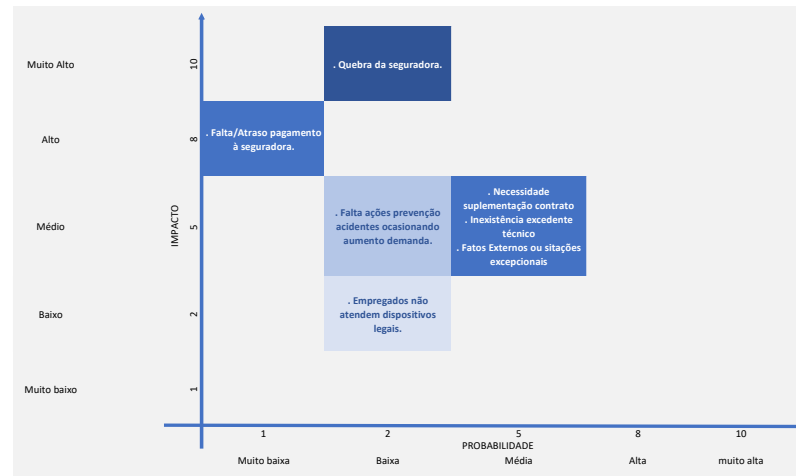 Muito Alto
10
. Quebra da seguradora.
Alto
8
. Falta/Atraso pagamento
à seguradora.
Médio
IMPACTO
5
. Falta ações prevenção
acidentes ocasionando
aumento demanda.
. Necessidade
suplementação contrato
. Inexistência excedente
técnico
. Fatos Externos ou sitações
excepcionais
Baixo
2
. Empregados não
atendem dispositivos
legais.
Muito baixo
1
1
2
5
8
10
PROBABILIDADE
Muito baixa
Baixa
Média
Alta
muito alta